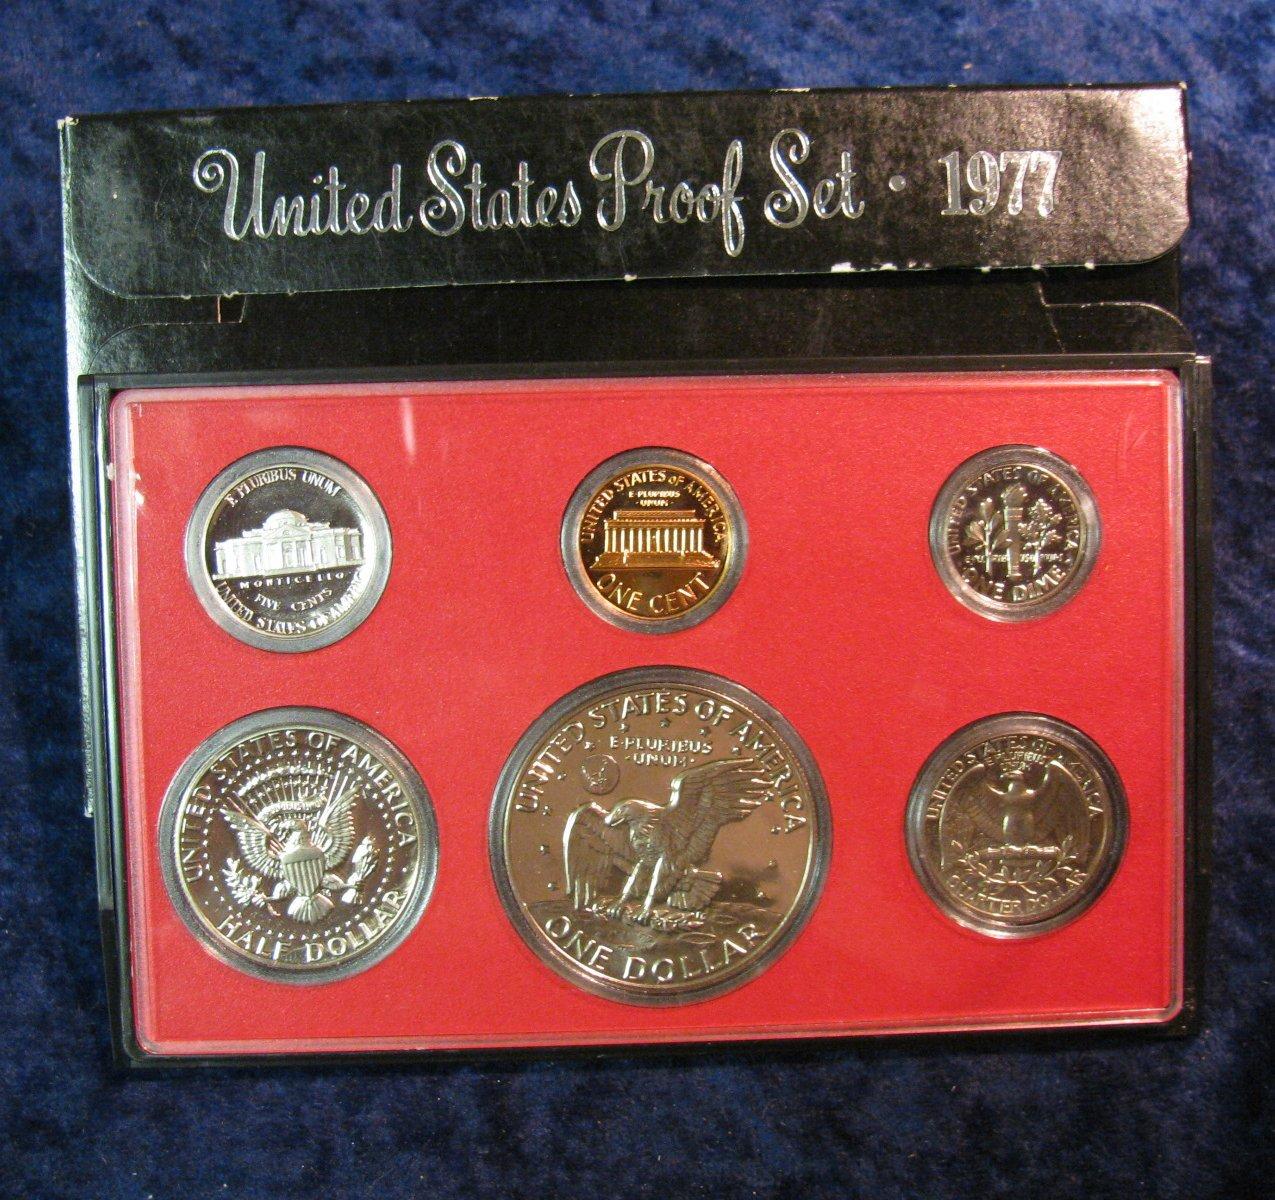 United States Proof Set · 1977
E PLURIBUS UNUM
MONTICELLO
FIVE CENTS
UNITED STATES OF AMERICA
UNITED STATES OF AMERICA
E·PLURIBUS
·UNUM·
ONE CENT
UNITED STATES OF AMERICA
ONE DIME
UNITED STATES OF AMERICA
HALF DOLLAR
UNITED STATES OF AMERICA
E·PLURIBUS
·UNUM·
ONE DOLLAR
UNITED STATES OF AMERICA
QUARTER DOLLAR